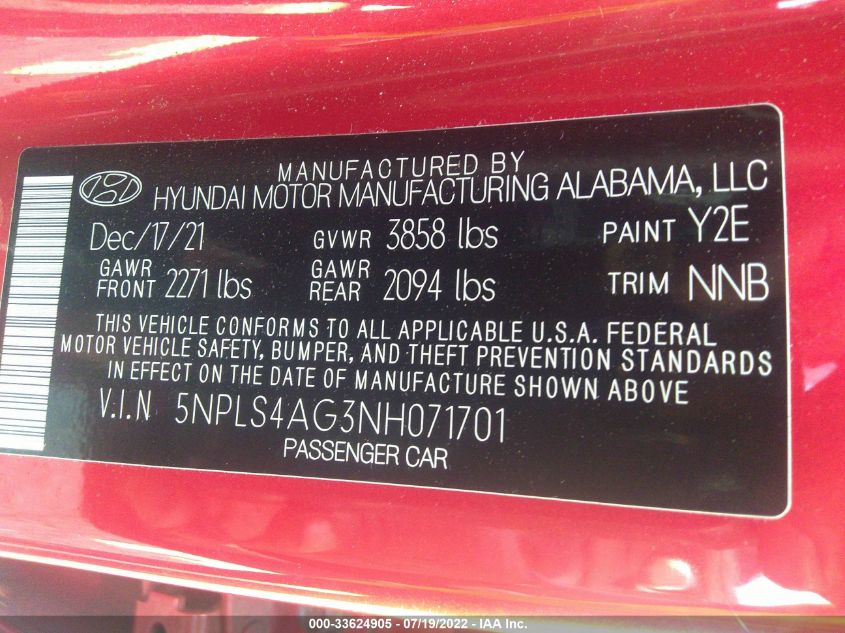 MANUFACTURED BY
HYUNDAI MOTOR MANUFACTURING ALABAMA, LLC
Dec/17/21 GVWR 3858 lbs PAINT Y2E
GAWR FRONT 2271 lbs GAWR REAR 2094 lbs TRIM NNB
THIS VEHICLE CONFORMS TO ALL APPLICABLE U.S.A. FEDERAL
MOTOR VEHICLE SAFETY, BUMPER, AND THEFT PREVENTION STANDARDS
IN EFFECT ON THE DATE OF MANUFACTURE SHOWN ABOVE
V.I.N 5NPLS4AG3NH071701
PASSENGER CAR
000-33624905 - 07/19/2022 - IAA Inc.